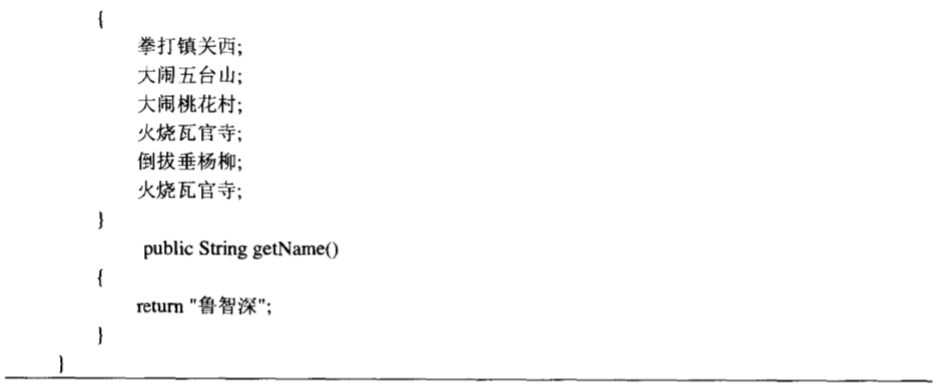 {
拳打镇关西;
大闹五台山;
大闹桃花村;
火烧瓦官寺;
倒拔垂杨柳;
火烧瓦官寺;
}
public String getName()
{
return "鲁智深";
}
}